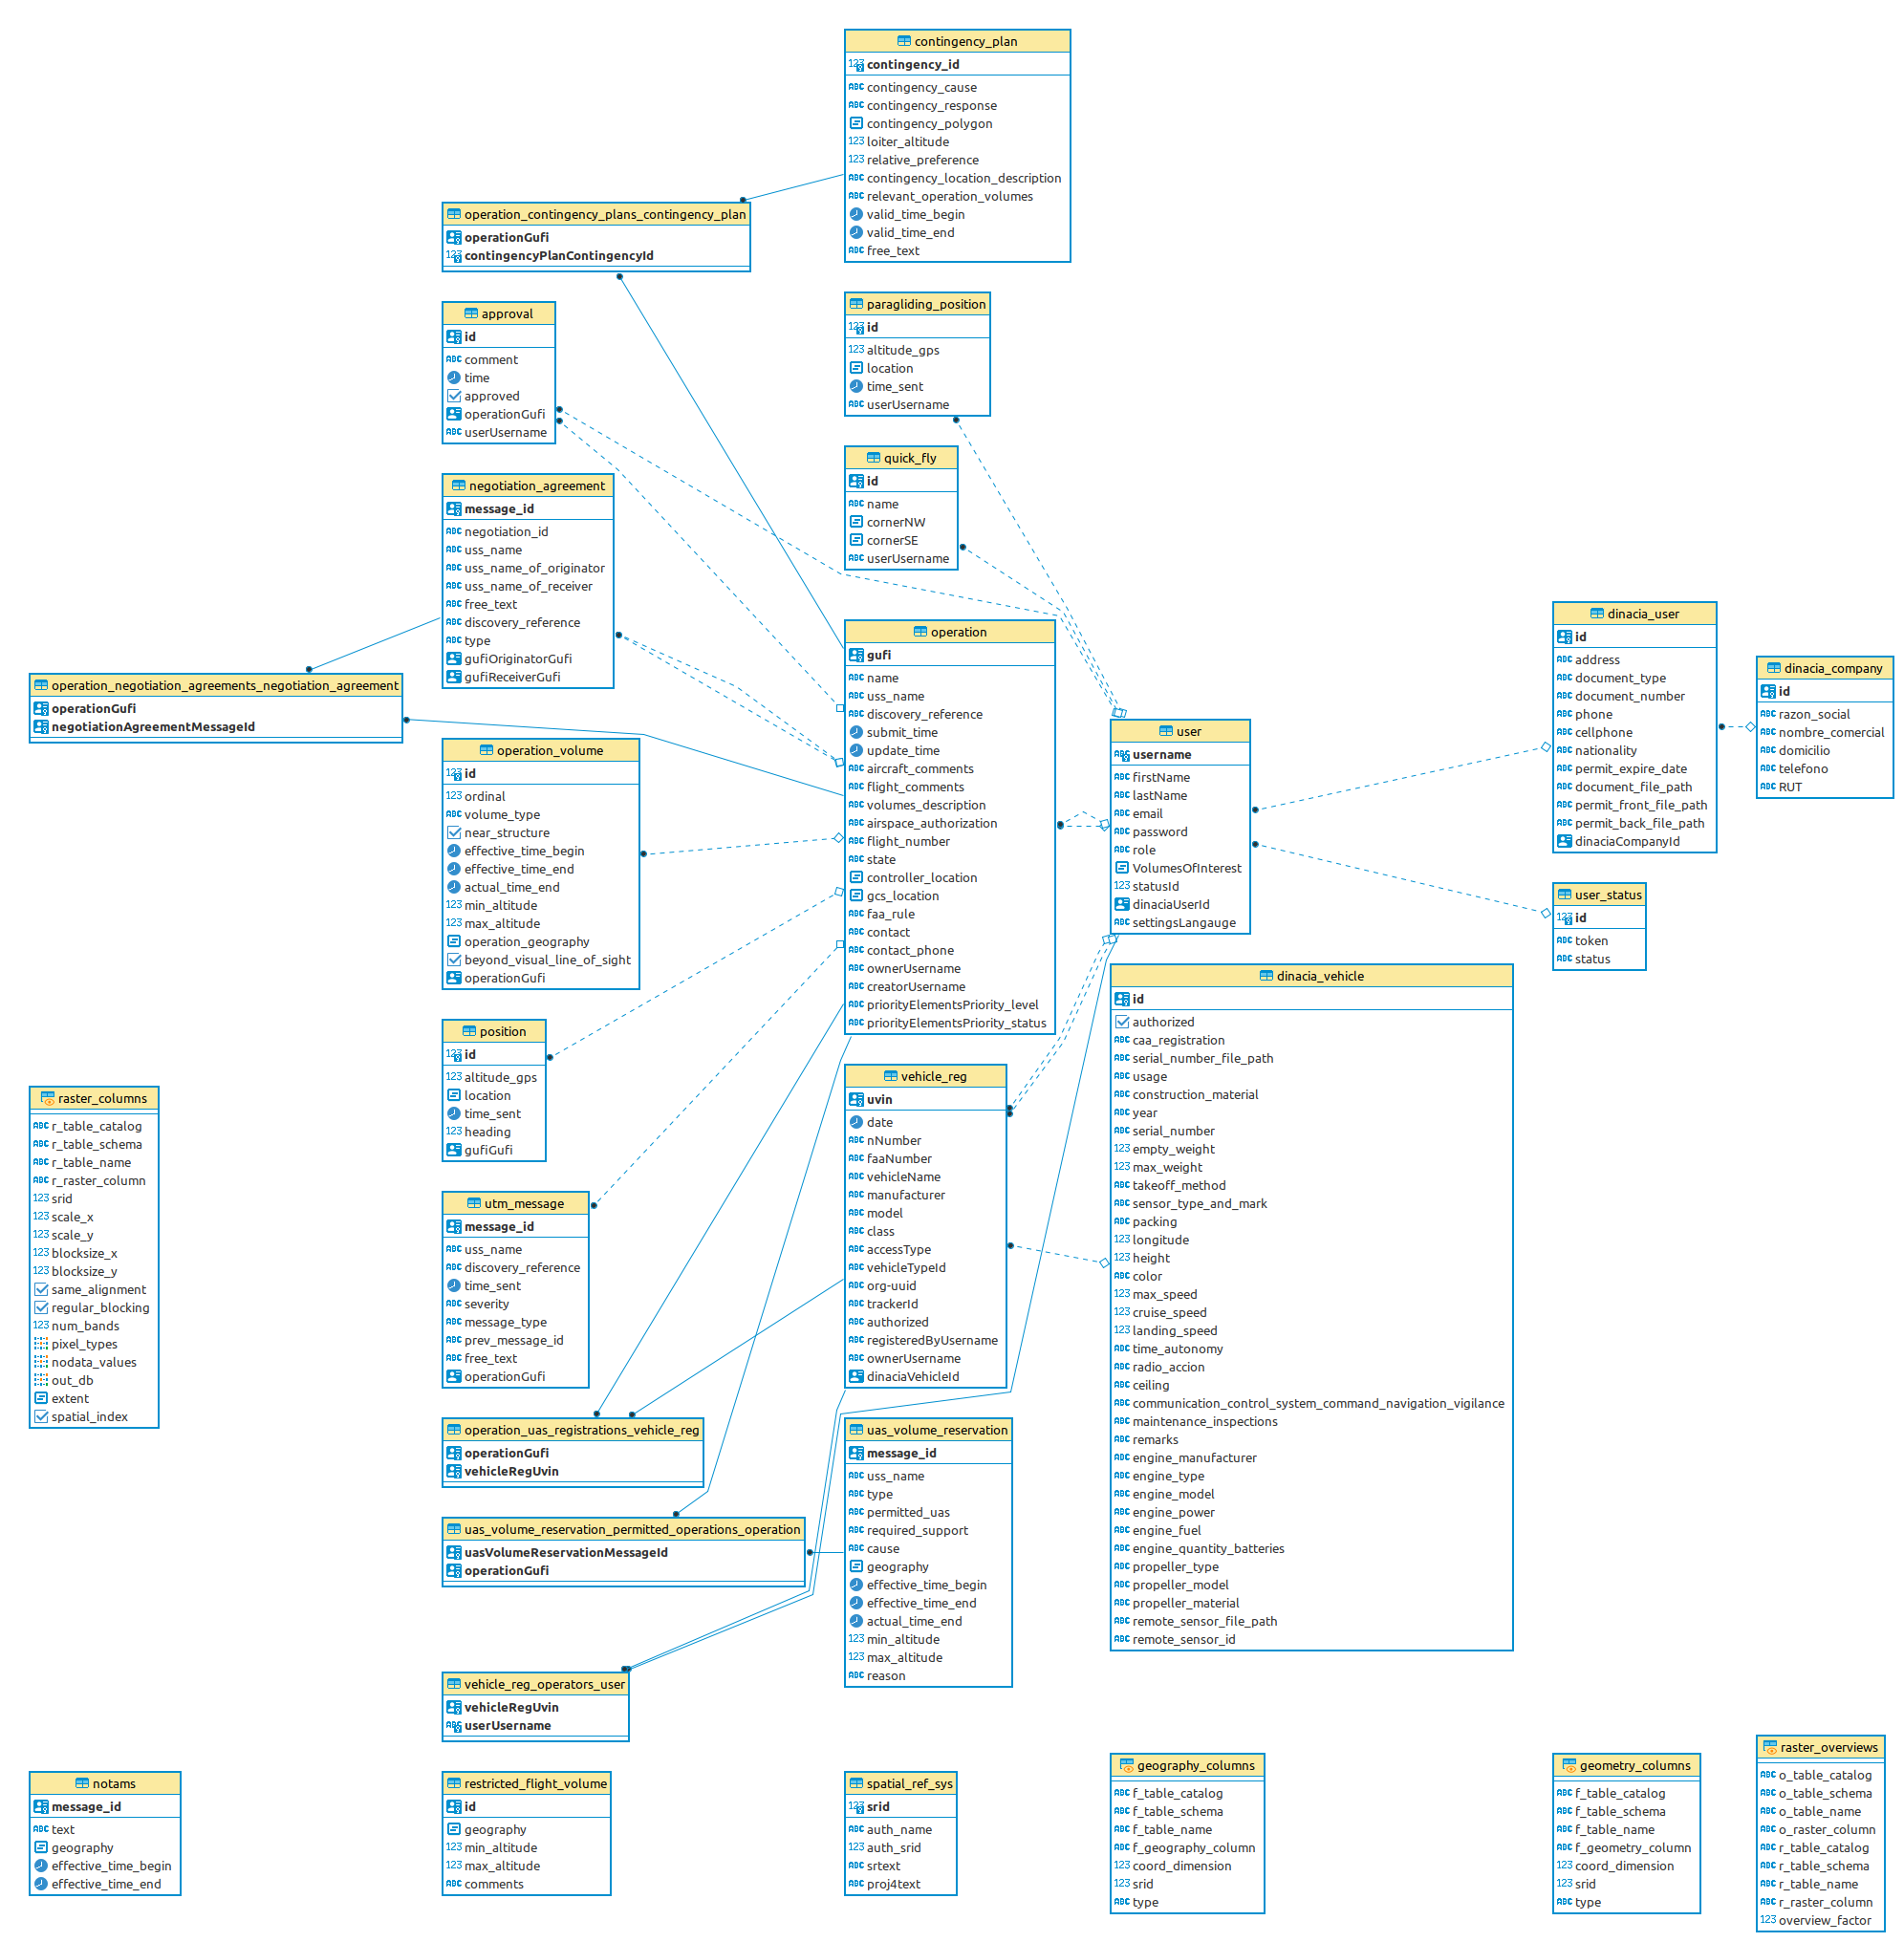 contingency_plan
contingency_id
contingency_cause
contingency_response
contingency_polygon
loiter_altitude
relative_preference
contingency_location_description
relevant_operation_volumes
valid_time_begin
valid_time_end
free_text
operation_contingency_plans_contingency_plan
operationGufi
contingencyPlanContingencyId
approval
id
comment
time
approved
operationGufi
userUsername
paragliding_position
id
altitude_gps
location
time_sent
userUsername
quick_fly
id
name
cornerNW
cornerSE
userUsername
negotiation_agreement
message_id
negotiation_id
uss_name
uss_name_of_originator
uss_name_of_receiver
free_text
discovery_reference
type
gufiOriginatorGufi
gufiReceiverGufi
operation_negotiation_agreements_negotiation_agreement
operationGufi
negotiationAgreementMessageId
operation
gufi
name
uss_name
discovery_reference
submit_time
update_time
aircraft_comments
flight_comments
volumes_description
airspace_authorization
flight_number
state
controller_location
gcs_location
faa_rule
contact
contact_phone
ownerUsername
creatorUsername
priorityElementsPriority_level
priorityElementsPriority_status
user
username
firstName
lastName
email
password
role
VolumesOfInterest
statusId
dinaciaUserId
settingsLangauge
dinacia_user
id
address
document_type
document_number
phone
cellphone
nationality
permit_expire_date
document_file_path
permit_front_file_path
permit_back_file_path
dinaciaCompanyId
dinacia_company
id
razon_social
nombre_comercial
domicilio
telefono
RUT
user_status
id
token
status
operation_volume
id
ordinal
volume_type
near_structure
effective_time_begin
effective_time_end
actual_time_end
min_altitude
max_altitude
operation_geography
beyond_visual_line_of_sight
operationGufi
position
id
altitude_gps
location
time_sent
heading
gufiGufi
raster_columns
r_table_catalog
r_table_schema
r_table_name
r_raster_column
srid
scale_x
scale_y
blocksize_x
blocksize_y
same_alignment
regular_blocking
num_bands
pixel_types
nodata_values
out_db
extent
spatial_index
utm_message
message_id
uss_name
discovery_reference
time_sent
severity
message_type
prev_message_id
free_text
operationGufi
vehicle_reg
uvin
date
nNumber
faaNumber
vehicleName
manufacturer
model
class
accessType
vehicleTypeId
org-uuid
trackerId
authorized
registeredByUsername
ownerUsername
dinaciaVehicleId
dinacia_vehicle
id
authorized
caa_registration
serial_number_file_path
usage
construction_material
year
serial_number
empty_weight
max_weight
takeoff_method
sensor_type_and_mark
packing
longitude
height
color
max_speed
cruise_speed
landing_speed
time_autonomy
radio_accion
ceiling
communication_control_system_command_navigation_vigilance
maintenance_inspections
remarks
engine_manufacturer
engine_type
engine_model
engine_power
engine_fuel
engine_quantity_batteries
propeller_type
propeller_model
propeller_material
remote_sensor_file_path
remote_sensor_id
operation_uas_registrations_vehicle_reg
operationGufi
vehicleRegUvin
uas_volume_reservation_permitted_operations_operation
uasVolumeReservationMessageId
operationGufi
uas_volume_reservation
message_id
uss_name
type
permitted_uas
required_support
cause
geography
effective_time_begin
effective_time_end
actual_time_end
min_altitude
max_altitude
reason
vehicle_reg_operators_user
vehicleRegUvin
userUsername
notams
message_id
text
geography
effective_time_begin
effective_time_end
restricted_flight_volume
id
geography
min_altitude
max_altitude
comments
spatial_ref_sys
srid
auth_name
auth_srid
srtext
proj4text
geography_columns
f_table_catalog
f_table_schema
f_table_name
f_geography_column
coord_dimension
srid
type
geometry_columns
f_table_catalog
f_table_schema
f_table_name
f_geometry_column
coord_dimension
srid
type
raster_overviews
o_table_catalog
o_table_schema
o_table_name
o_raster_column
r_table_catalog
r_table_schema
r_table_name
r_raster_column
overview_factor